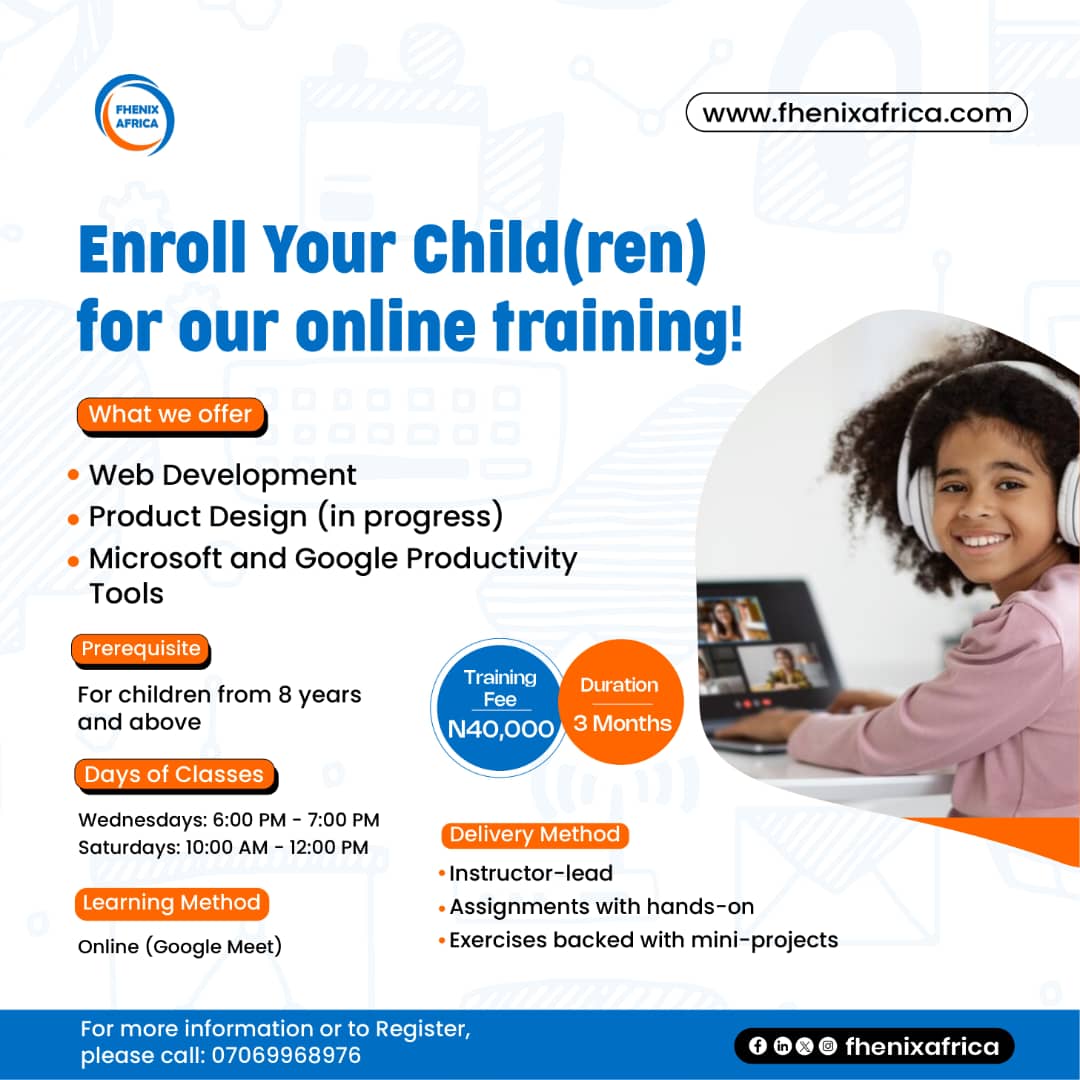 FHENIX
AFRICA
www.fhenixafrica.com
Enroll Your Child(ren)
for our online training!
What we offer
• Web Development
• Product Design (in progress)
• Microsoft and Google Productivity
Tools
Prerequisite
For children from 8 years
and above
Training
Fee
N40,000
Duration
3 Months
Days of Classes
Wednesdays: 6:00 PM - 7:00 PM
Saturdays: 10:00 AM - 12:00 PM
Learning Method
Online (Google Meet)
Delivery Method
• Instructor-lead
• Assignments with hands-on
• Exercises backed with mini-projects
For more information or to Register,
please call: 07069968976
fhenixafrica